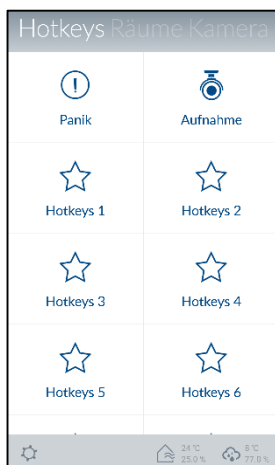 Hotkeys Räume Kamera
Panik
Aufnahme
Hotkeys 1
Hotkeys 2
Hotkeys 3
Hotkeys 4
Hotkeys 5
Hotkeys 6
24 °C
25.0 %
8 °C
77.0 %